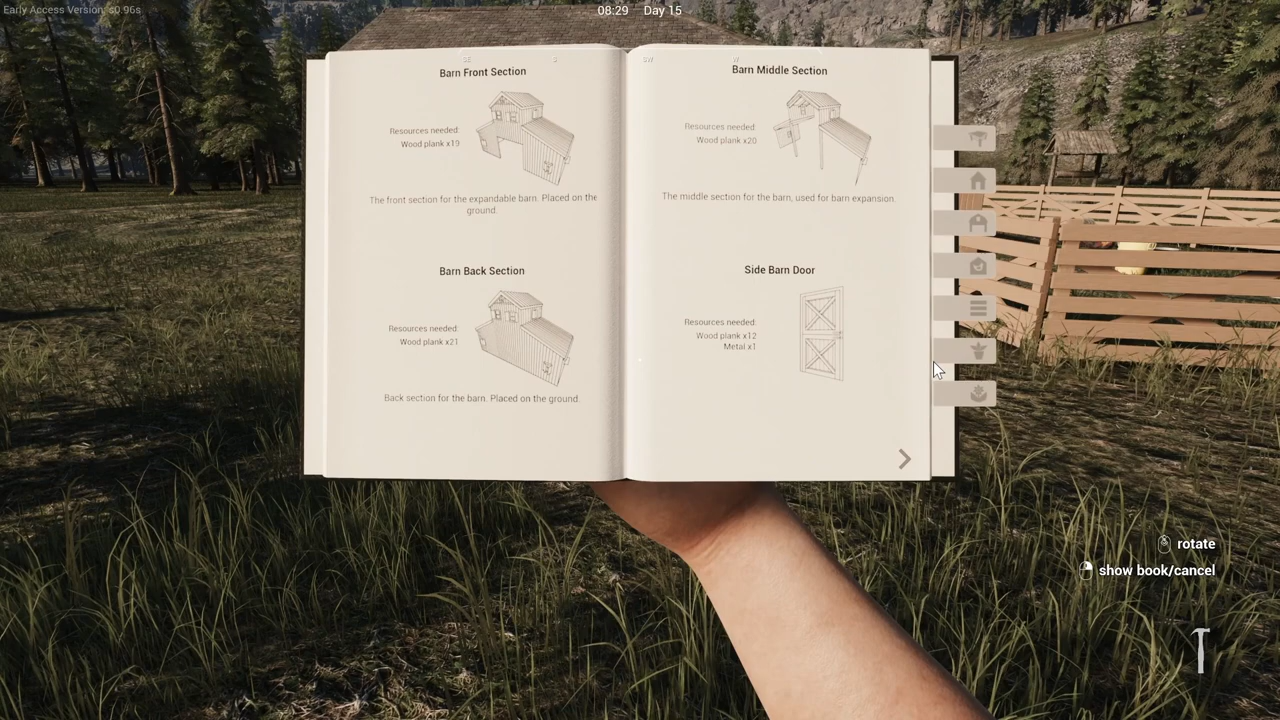 Early Access Version: s0.96s
08:29 Day 15
SE S SW W
Barn Front Section
Resources needed:
Wood plank x19
The front section for the expandable barn. Placed on the
ground.
Barn Back Section
Resources needed:
Wood plank x21
Back section for the barn. Placed on the ground.
Barn Middle Section
Resources needed:
Wood plank x20
The middle section for the barn, used for barn expansion.
Side Barn Door
Resources needed:
Wood plank x12
Metal x1
rotate
show book/cancel